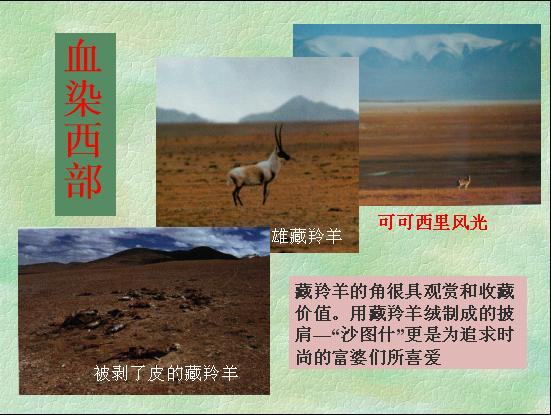 血染西部
雄藏羚羊
可可西里风光
被剥了皮的藏羚羊
藏羚羊的角很具观赏和收藏
价值。用藏羚羊绒制成的披
肩—“沙图什”更是为追求时
尚的富婆们所喜爱